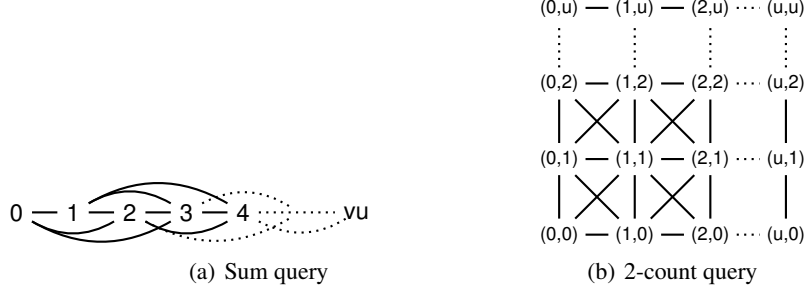 (0,u) (1,u) (2,u) (u,u)
(0,2) (1,2) (2,2) (u,2)
(0,1) (1,1) (2,1) (u,1)
0 1 2 3 4 vu
(0,0) (1,0) (2,0) (u,0)
(a) Sum query
(b) 2-count query